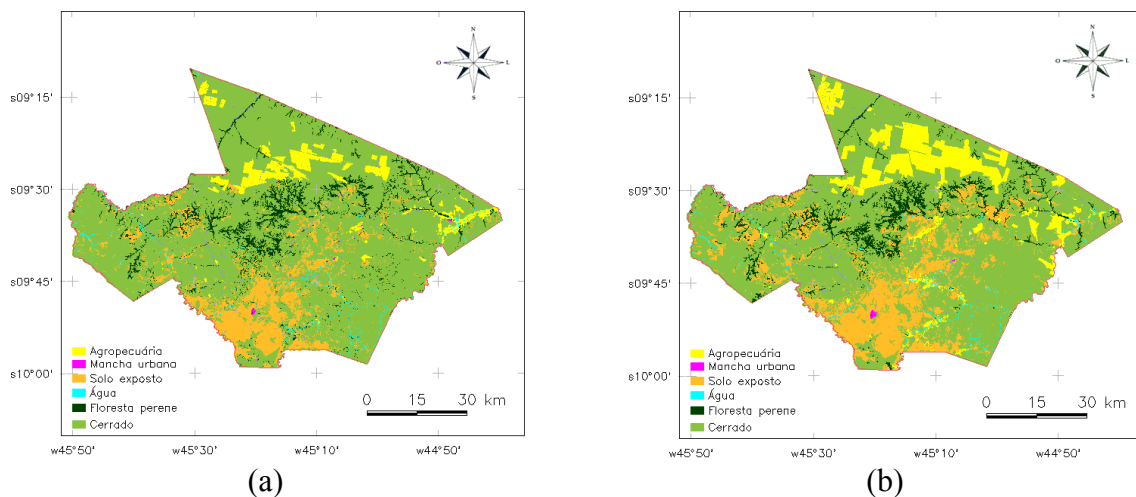 N
O L
S
s09°15'
s09°30'
s09°45'
s10°00'
Agropecuária
Mancha urbana
Solo exposto
Água
Floresta perene
Cerrado
0 15 30 km
w45°50' w45°30' w45°10' w44°50'
(a)
N
O L
S
s09°15'
s09°30'
s09°45'
s10°00'
Agropecuária
Mancha urbana
Solo exposto
Água
Floresta perene
Cerrado
0 15 30 km
w45°50' w45°30' w45°10' w44°50'
(b)